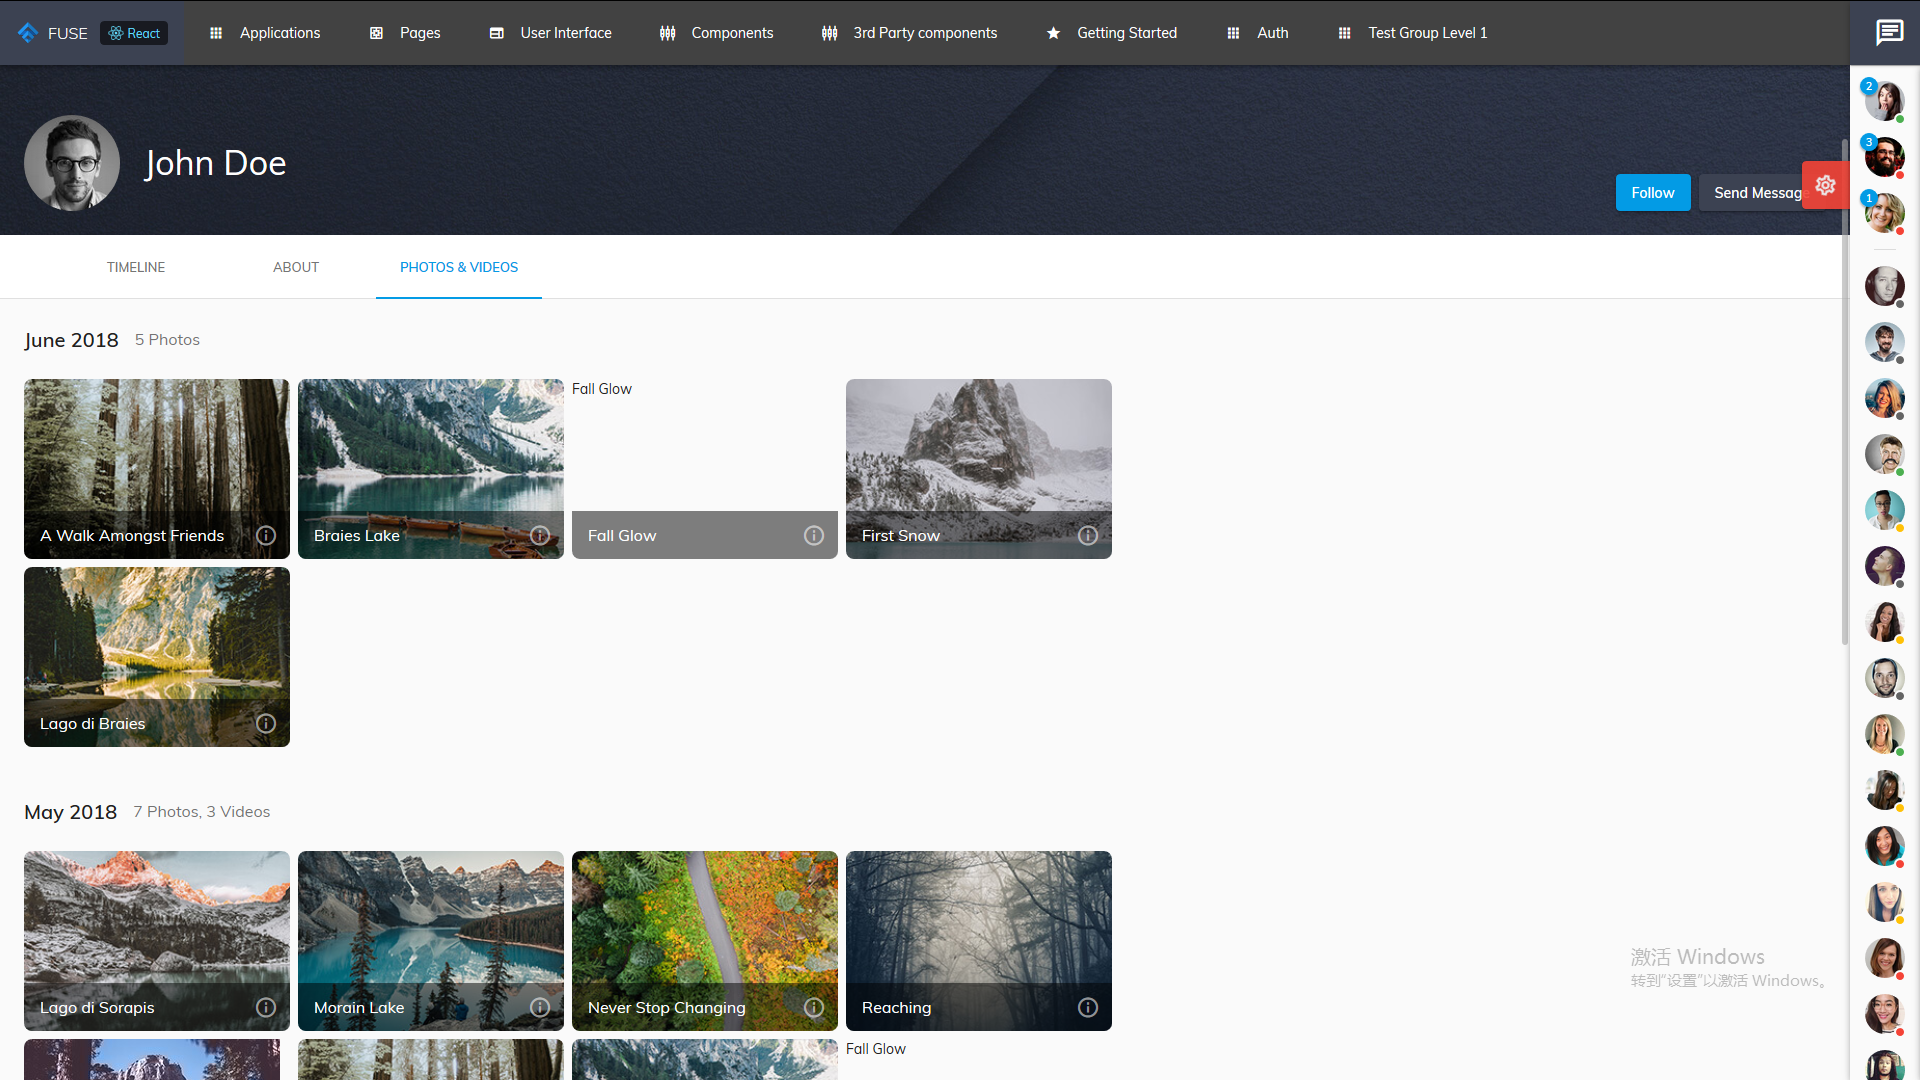 FUSE React Applications Pages User Interface Components 3rd Party components Getting Started Auth Test Group Level 1
2
3
1
John Doe
Follow Send Message
TIMELINE ABOUT PHOTOS & VIDEOS
June 2018 5 Photos
Fall Glow
A Walk Amongst Friends Braies Lake Fall Glow First Snow
Lago di Braies
May 2018 7 Photos, 3 Videos
Lago di Sorapis Morain Lake Never Stop Changing Reaching
Fall Glow
激活 Windows
转到“设置”以激活 Windows。